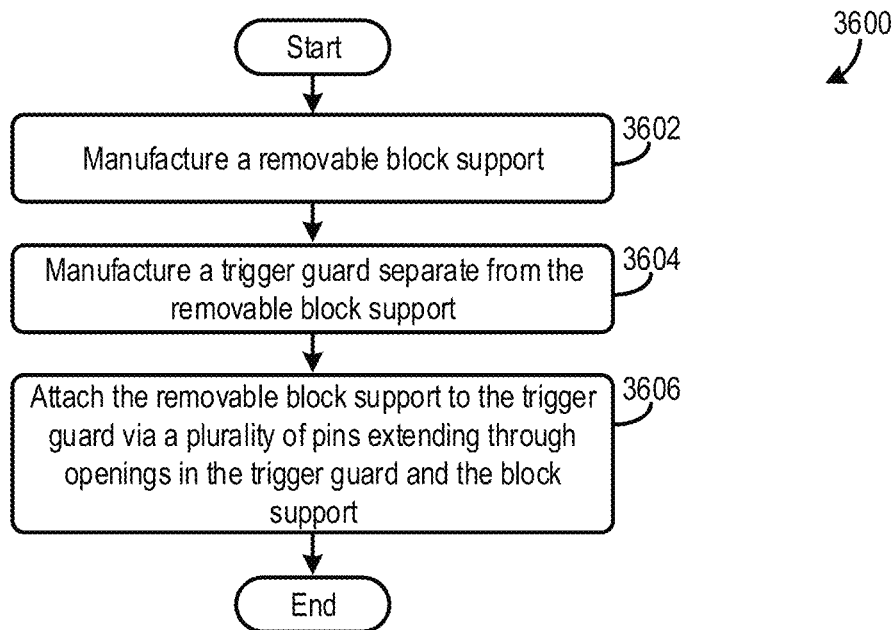 3600
Start
3602
Manufacture a removable block support
3604
Manufacture a trigger guard separate from the
removable block support
3606
Attach the removable block support to the trigger
guard via a plurality of pins extending through
openings in the trigger guard and the block
support
End